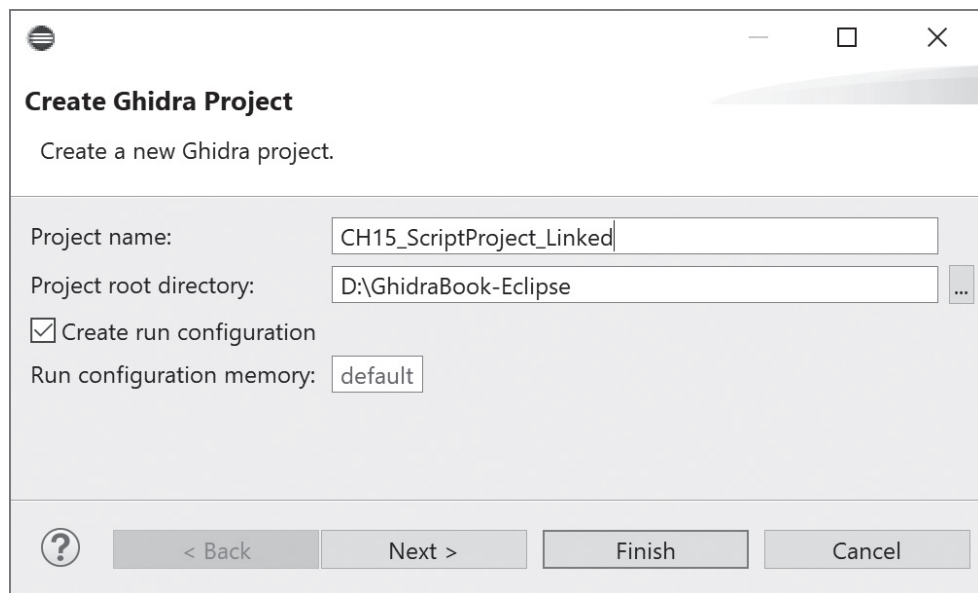 Create Ghidra Project
Create a new Ghidra project.
Project name: CH15_ScriptProject_Linked
Project root directory: D:\GhidraBook-Eclipse ...
Create run configuration
Run configuration memory: default
? < Back Next > Finish Cancel